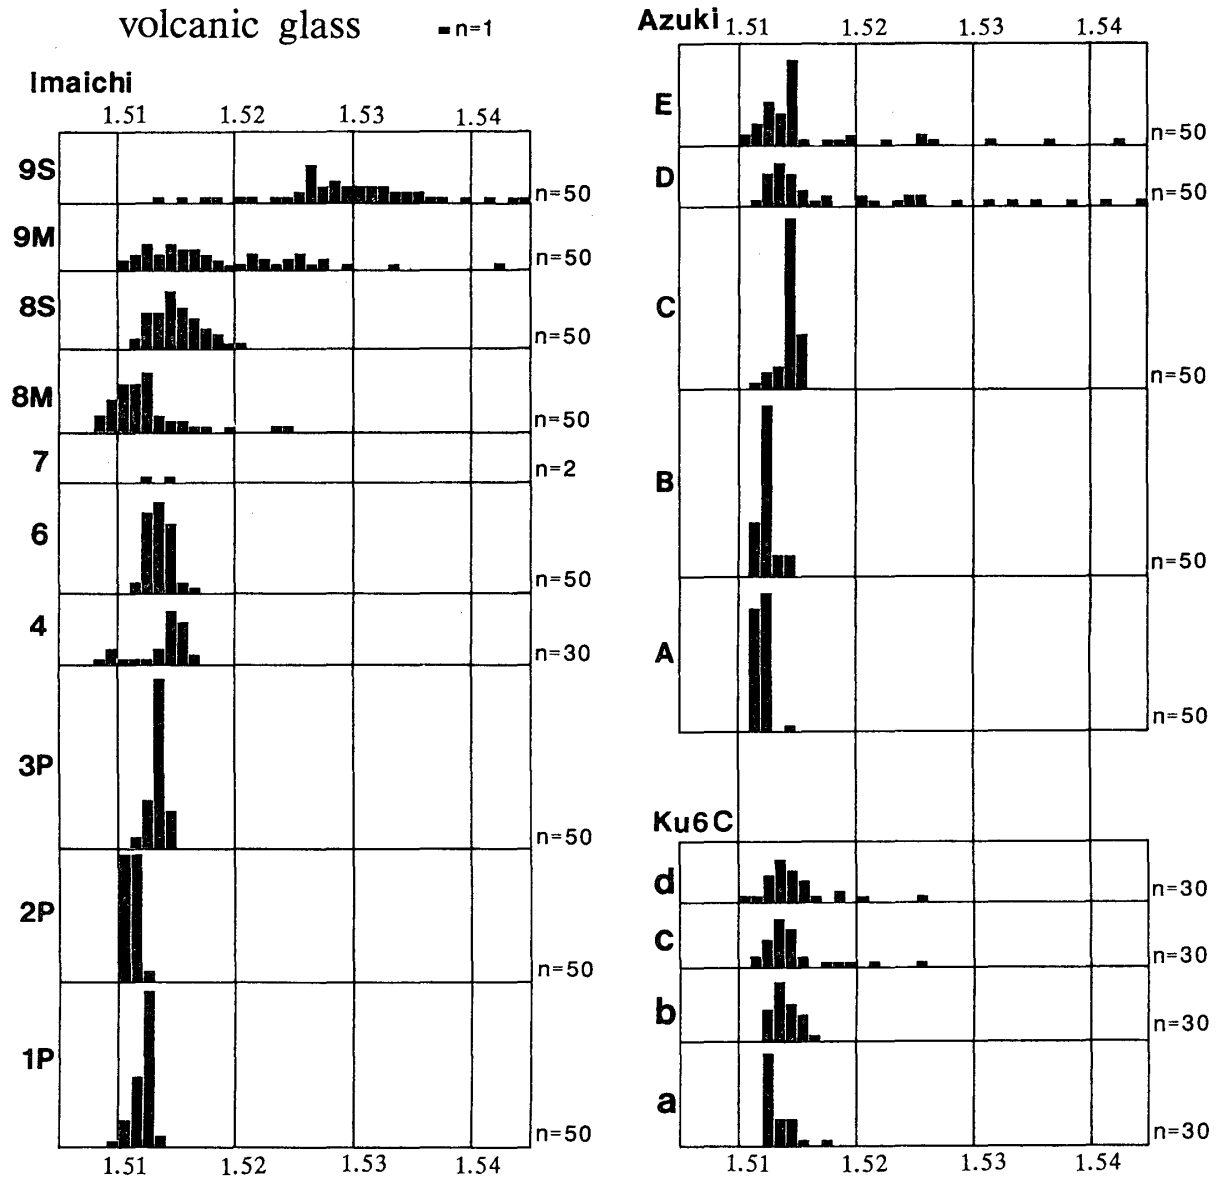 volcanic glass
n=1
Imaichi
1.51 1.52 1.53 1.54
9S n=50
9M n=50
8S n=50
8M n=50
7 n=2
6 n=50
4 n=30
3P n=50
2P n=50
1P n=50
1.51 1.52 1.53 1.54
Azuki 1.51 1.52 1.53 1.54
E n=50
D n=50
C n=50
B n=50
A n=50
Ku6C
d n=30
c n=30
b n=30
a n=30
1.51 1.52 1.53 1.54